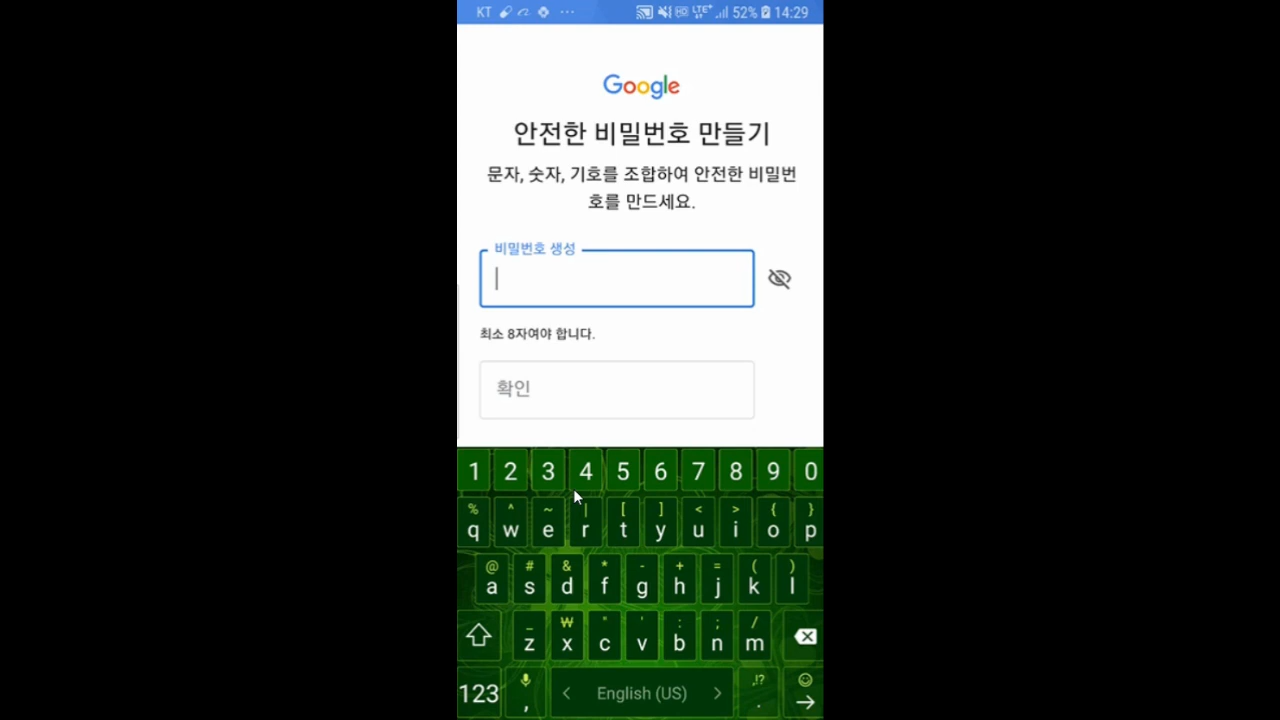 KT ... LTE+ 52% 14:29
Google
안전한 비밀번호 만들기
문자, 숫자, 기호를 조합하여 안전한 비밀번
호를 만드세요.
비밀번호 생성
최소 8자여야 합니다.
확인
1 2 3 4 5 6 7 8 9 0
% ^ ~ | [ ] < > { }
q w e r t y u i o p
@ # & * - + = ( )
a s d f g h j k l
_ ₩ " ' : ; /
z x c v b n m
,!?
123 , < English (US) > .